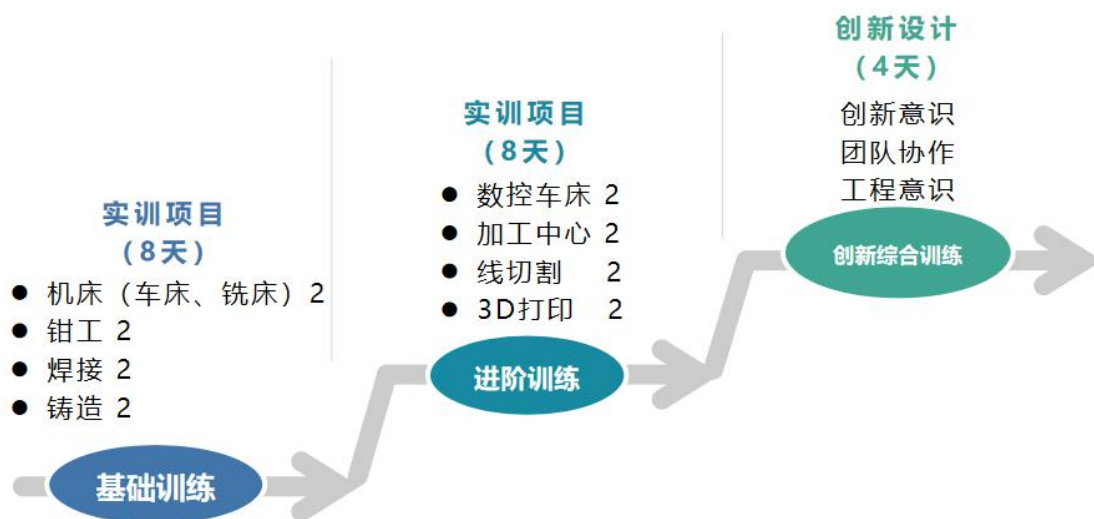 实训项目
（8天）
● 机床（车床、铣床）2
● 钳工 2
● 焊接 2
● 铸造 2
基础训练
实训项目
（8天）
● 数控车床 2
● 加工中心 2
● 线切割 2
● 3D打印 2
进阶训练
创新设计
（4天）
创新意识
团队协作
工程意识
创新综合训练